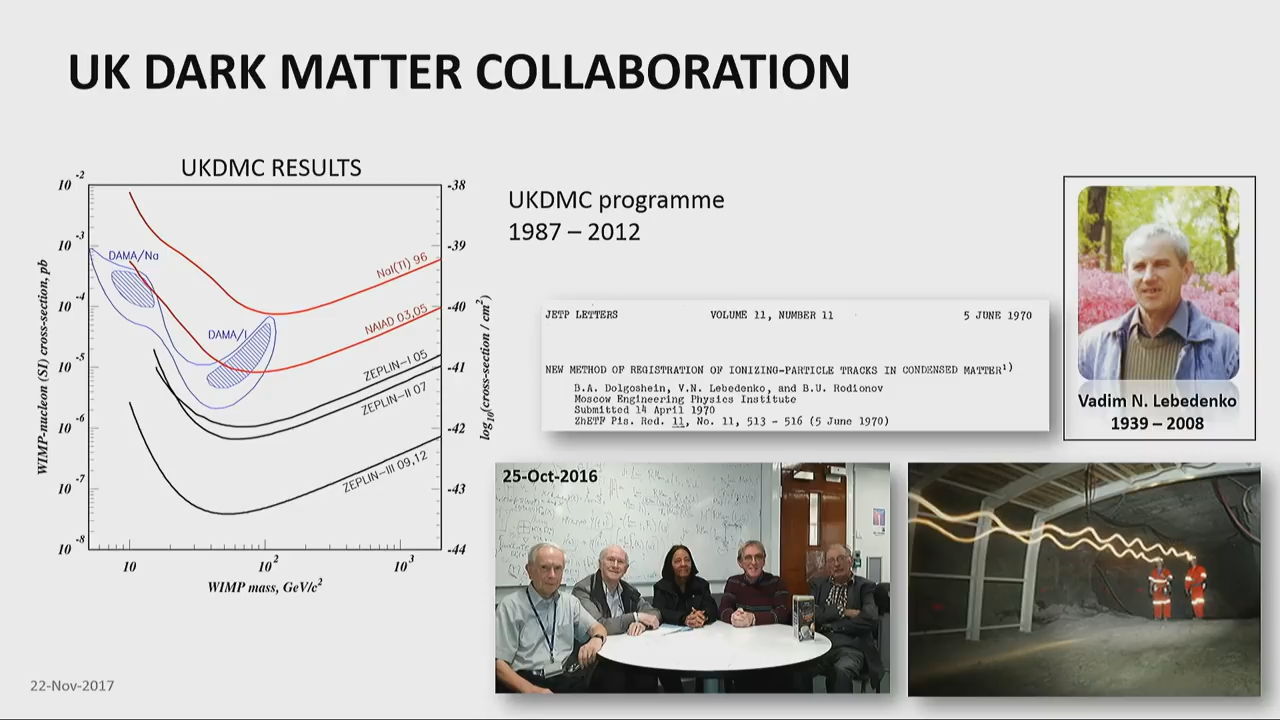 UK DARK MATTER COLLABORATION
UKDMC RESULTS
10 -2
10 -3
10 -4
10 -5
10 -6
10 -7
10 -8
WIMP-nucleon (SI) cross-section, pb
DAMA/Na
DAMA/I
NaI(Tl) 96
NAIAD 03,05
ZEPLIN-I 05
ZEPLIN-II 07
ZEPLIN-III 09,12
-38
-39
-40
-41
-42
-43
-44
log10(cross-section / cm2)
10
10 2
10 3
WIMP mass, GeV/c2
UKDMC programme
1987 – 2012
JETP LETTERS VOLUME 11, NUMBER 11 5 JUNE 1970
NEW METHOD OF REGISTRATION OF IONIZING-PARTICLE TRACKS IN CONDENSED MATTER1)
B.A. Dolgoshein, V.N. Lebedenko, and B.U. Rodionov
Moscow Engineering Physics Institute
Submitted 14 April 1970
ZhETF Pis. Red. 11, No. 11, 513 - 516 (5 June 1970)
Vadim N. Lebedenko
1939 – 2008
25-Oct-2016
22-Nov-2017